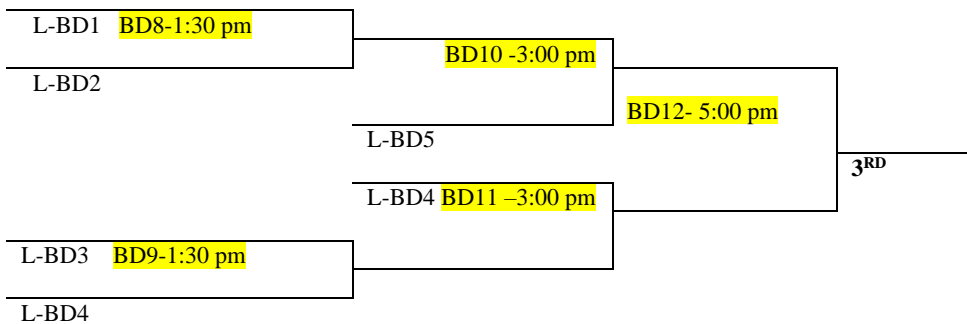 L-BD1 BD8-1:30 pm
BD10 -3:00 pm
L-BD2
BD12- 5:00 pm
L-BD5
3RD
L-BD4 BD11 –3:00 pm
L-BD3 BD9-1:30 pm
L-BD4